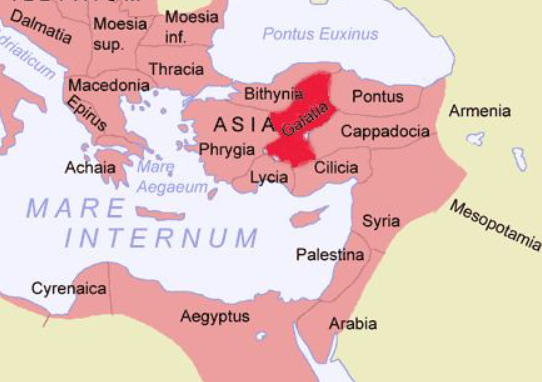 Dalmatia
Moesia
sup.
Moesia
inf.
Pontus Euxinus
Thracia
Macedonia
Epirus
Bithynia
Galatia
Pontus
Armenia
ASIA
Cappadocia
Phrygia
Achaia
Mare
Aegaeum
Lycia
Cilicia
MARE
INTERNUM
Syria
Mesopotamia
Palestina
Cyrenaica
Aegyptus
Arabia